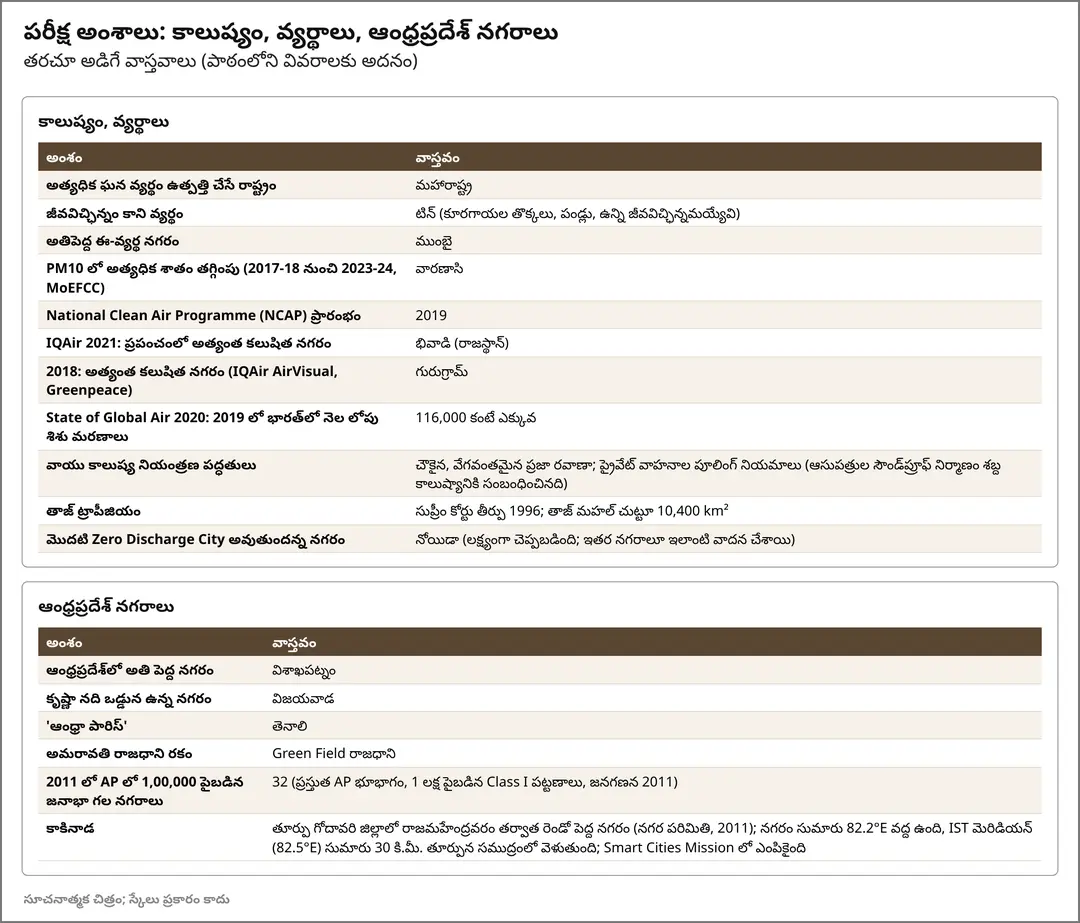 పరీక్ష అంశాలు: కాలుష్యం, వ్యర్థాలు, ఆంధ్రప్రదేశ్ నగరాలు
తరచూ అడిగే వాస్తవాలు (పాఠంలోని వివరాలకు అదనం)
కాలుష్యం, వ్యర్థాలు
అంశం వాస్తవం
అత్యధిక ఘన వ్యర్థం ఉత్పత్తి చేసే రాష్ట్రం మహారాష్ట్ర
జీవవిచ్ఛిన్నం కాని వ్యర్థం టిన్ (కూరగాయల తొక్కలు, పండ్లు, ఉన్ని జీవవిచ్ఛిన్నమయ్యేవి)
అతిపెద్ద ఈ-వ్యర్థ నగరం ముంబై
PM10 లో అత్యధిక శాతం తగ్గింపు (2017-18 నుంచి 2023-24, వారణాసి
MoEFCC)
National Clean Air Programme (NCAP) ప్రారంభం 2019
IQAir 2021: ప్రపంచంలో అత్యంత కలుషిత నగరం భివాడి (రాజస్థాన్)
2018: అత్యంత కలుషిత నగరం (IQAir AirVisual, గురుగ్రామ్
Greenpeace)
State of Global Air 2020: 2019 లో భారత్‌లో నెల లోపు 116,000 కంటే ఎక్కువ
శిశు మరణాలు
వాయు కాలుష్య నియంత్రణ పద్ధతులు చౌకైన, వేగవంతమైన ప్రజా రవాణా; ప్రైవేట్ వాహనాల పూలింగ్ నియమాలు (ఆసుపత్రుల సౌండ్‌ప్రూఫ్ నిర్మాణం శబ్ద
కాలుష్యానికి సంబంధించినది)
తాజ్ ట్రాపీజియం సుప్రీం కోర్టు తీర్పు 1996; తాజ్ మహల్ చుట్టూ 10,400 km²
మొదటి Zero Discharge City అవుతుందన్న నగరం నోయిడా (లక్ష్యంగా చెప్పబడింది; ఇతర నగరాలూ ఇలాంటి వాదన చేశాయి)
ఆంధ్రప్రదేశ్ నగరాలు
అంశం వాస్తవం
ఆంధ్రప్రదేశ్‌లో అతి పెద్ద నగరం విశాఖపట్నం
కృష్ణా నది ఒడ్డున ఉన్న నగరం విజయవాడ
'ఆంధ్రా పారిస్' తెనాలి
అమరావతి రాజధాని రకం Green Field రాజధాని
2011 లో AP లో 1,00,000 పైబడిన 32 (ప్రస్తుత AP భూభాగం, 1 లక్ష పైబడిన Class I పట్టణాలు, జనగణన 2011)
జనాభా గల నగరాలు
కాకినాడ తూర్పు గోదావరి జిల్లాలో రాజమహేంద్రవరం తర్వాత రెండో పెద్ద నగరం (నగర పరిమితి, 2011); నగరం సుమారు 82.2°E వద్ద ఉంది, IST మెరిడియన్
(82.5°E) సుమారు 30 కి.మీ. తూర్పున సముద్రంలో వెళుతుంది; Smart Cities Mission లో ఎంపికైంది
సూచనాత్మక చిత్రం; స్కేలు ప్రకారం కాదు